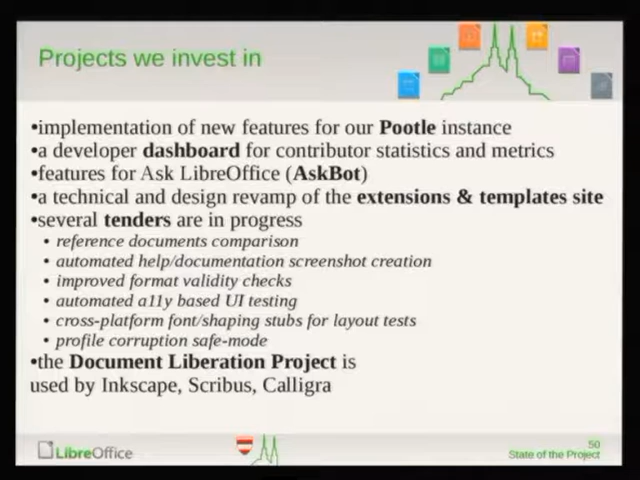 Projects we invest in
•implementation of new features for our Pootle instance
•a developer dashboard for contributor statistics and metrics
•features for Ask LibreOffice (AskBot)
•a technical and design revamp of the extensions & templates site
•several tenders are in progress
• reference documents comparison
• automated help/documentation screenshot creation
• improved format validity checks
• automated a11y based UI testing
• cross-platform font/shaping stubs for layout tests
• profile corruption safe-mode
•the Document Liberation Project is
used by Inkscape, Scribus, Calligra
LibreOffice
50
State of the Project